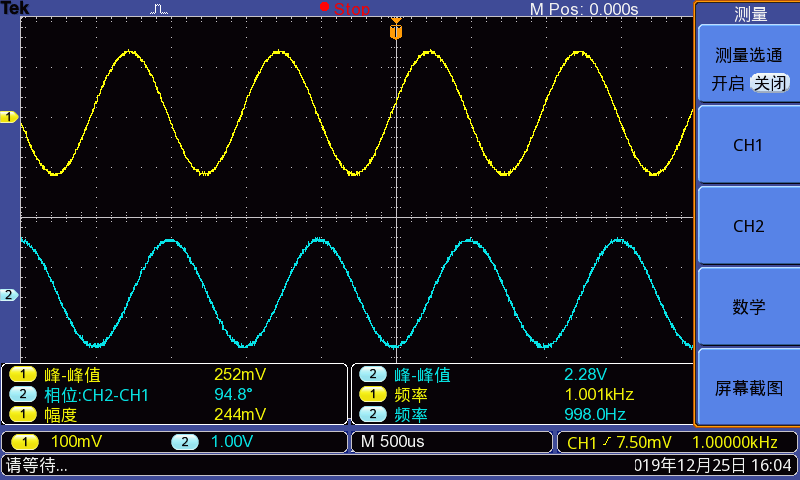 Tek Stop M Pos: 0.000s
测量
测量选通
开启 关闭
CH1
CH2
数学
屏幕截图
1
2
1 峰-峰值 252mV
2 相位:CH2-CH1 94.8°
1 幅度 244mV
2 峰-峰值 2.28V
1 频率 1.001kHz
2 频率 998.0Hz
1 100mV 2 1.00V M 500us CH1 7.50mV 1.00000kHz
请等待... 019年12月25日 16:04